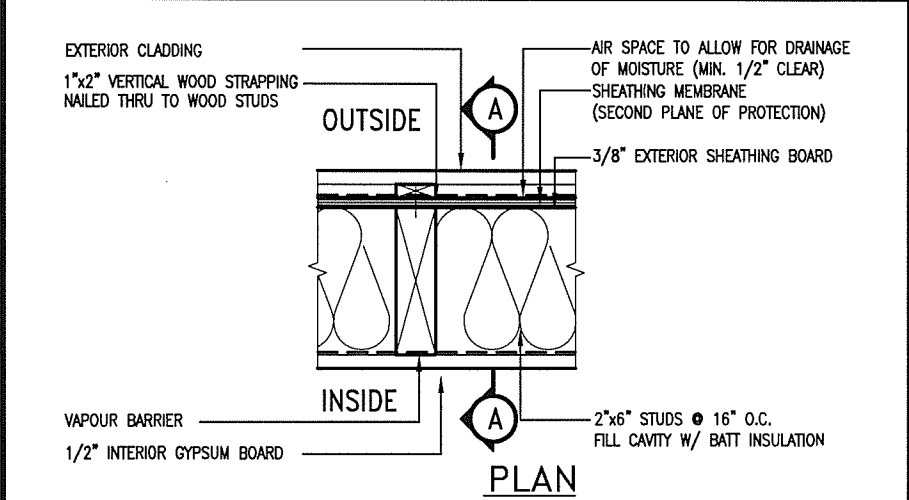 EXTERIOR CLADDING
1"x2" VERTICAL WOOD STRAPPING
NAILED THRU TO WOOD STUDS
AIR SPACE TO ALLOW FOR DRAINAGE
OF MOISTURE (MIN. 1/2" CLEAR)
SHEATHING MEMBRANE
(SECOND PLANE OF PROTECTION)
3/8" EXTERIOR SHEATHING BOARD
OUTSIDE
A
INSIDE
A
VAPOUR BARRIER
1/2" INTERIOR GYPSUM BOARD
2"x6" STUDS @ 16" O.C.
FILL CAVITY W/ BATT INSULATION
PLAN